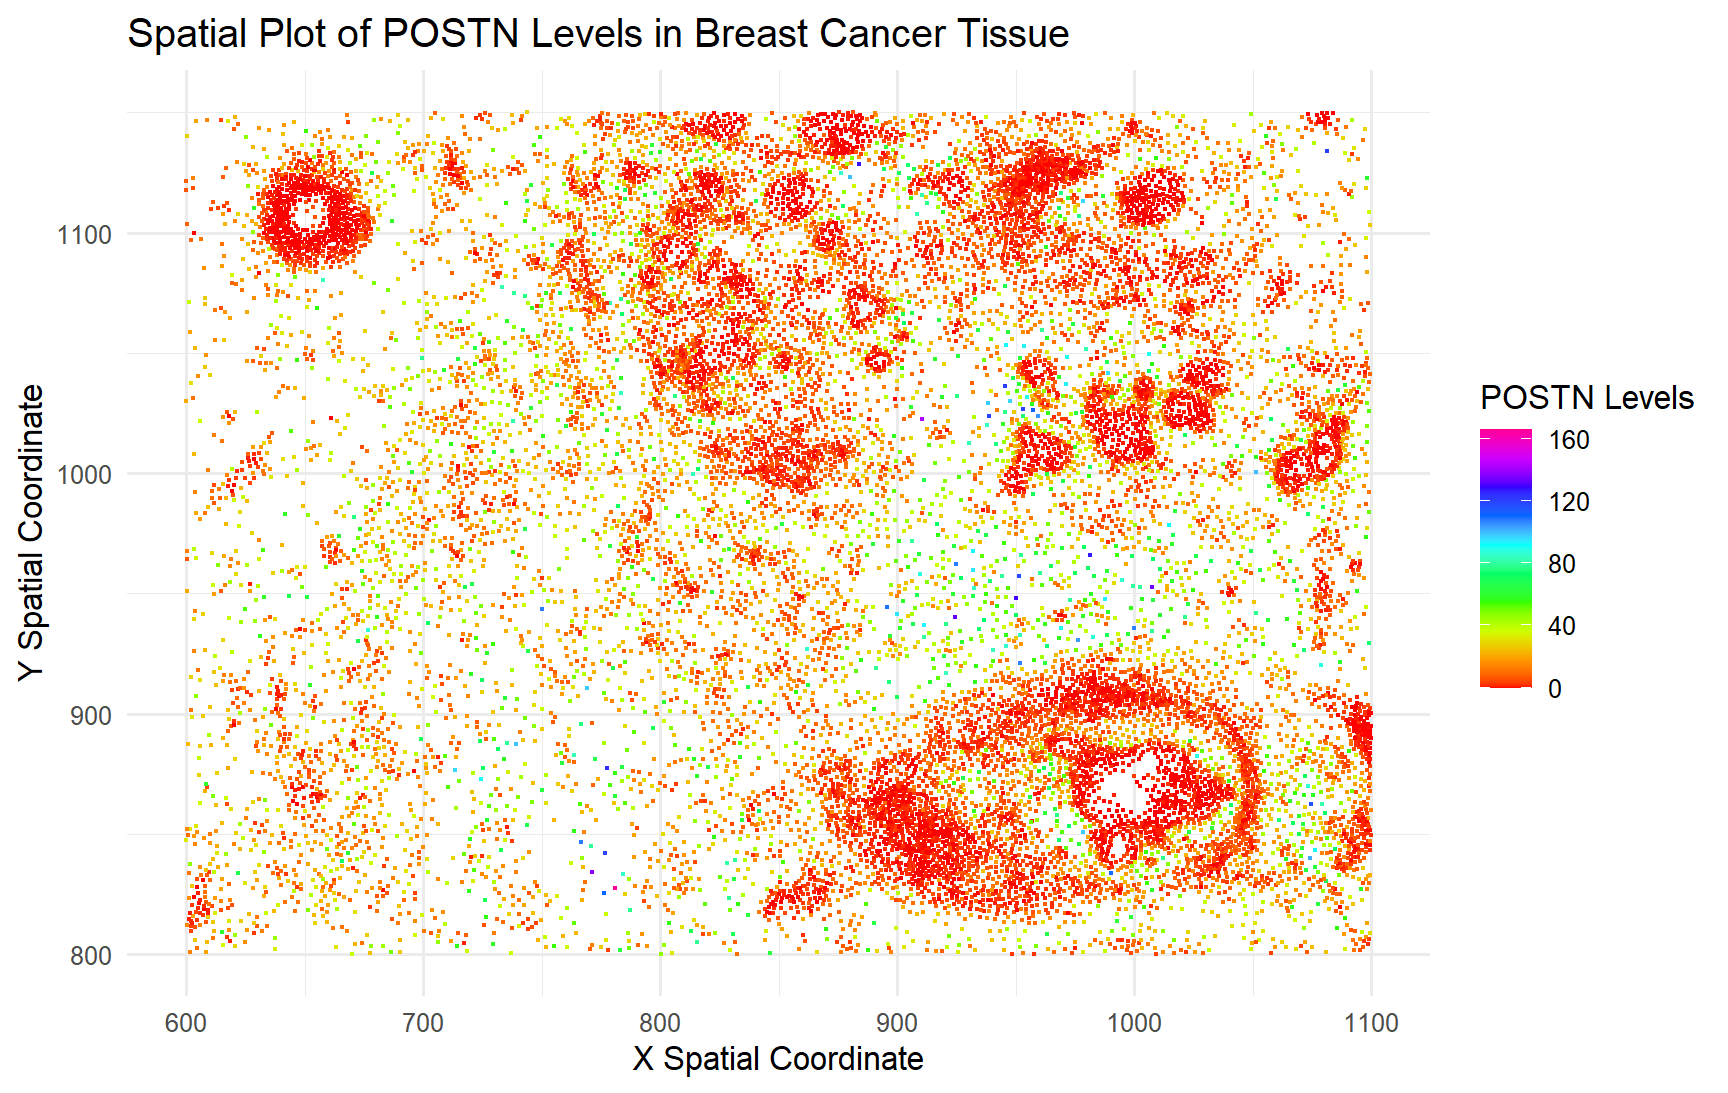 Spatial Plot of POSTN Levels in Breast Cancer Tissue
Y Spatial Coordinate
1100
1000
900
800
600 700 800 900 1000 1100
X Spatial Coordinate
POSTN Levels
160
120
80
40
0